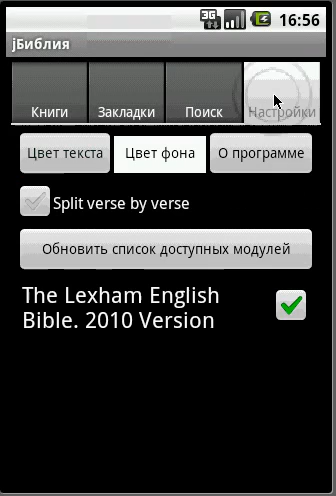 3G 16:56
jБиблия
Книги Закладки Поиск Настройки
Цвет текста Цвет фона О программе
Split verse by verse
Обновить список доступных модулей
The Lexham English
Bible. 2010 Version